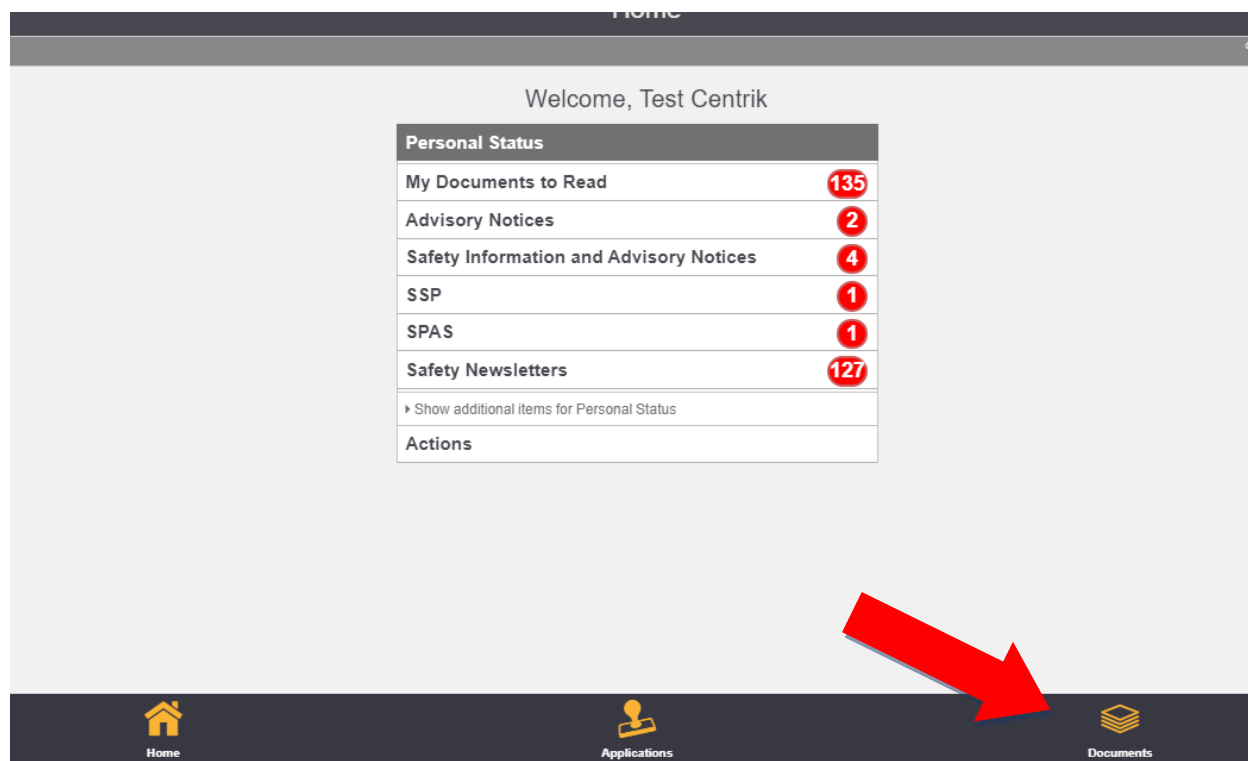 Home
Welcome, Test Centrik
Personal Status
My Documents to Read 135
Advisory Notices 2
Safety Information and Advisory Notices 4
SSP 1
SPAS 1
Safety Newsletters 127
Show additional items for Personal Status
Actions
Home Applications Documents